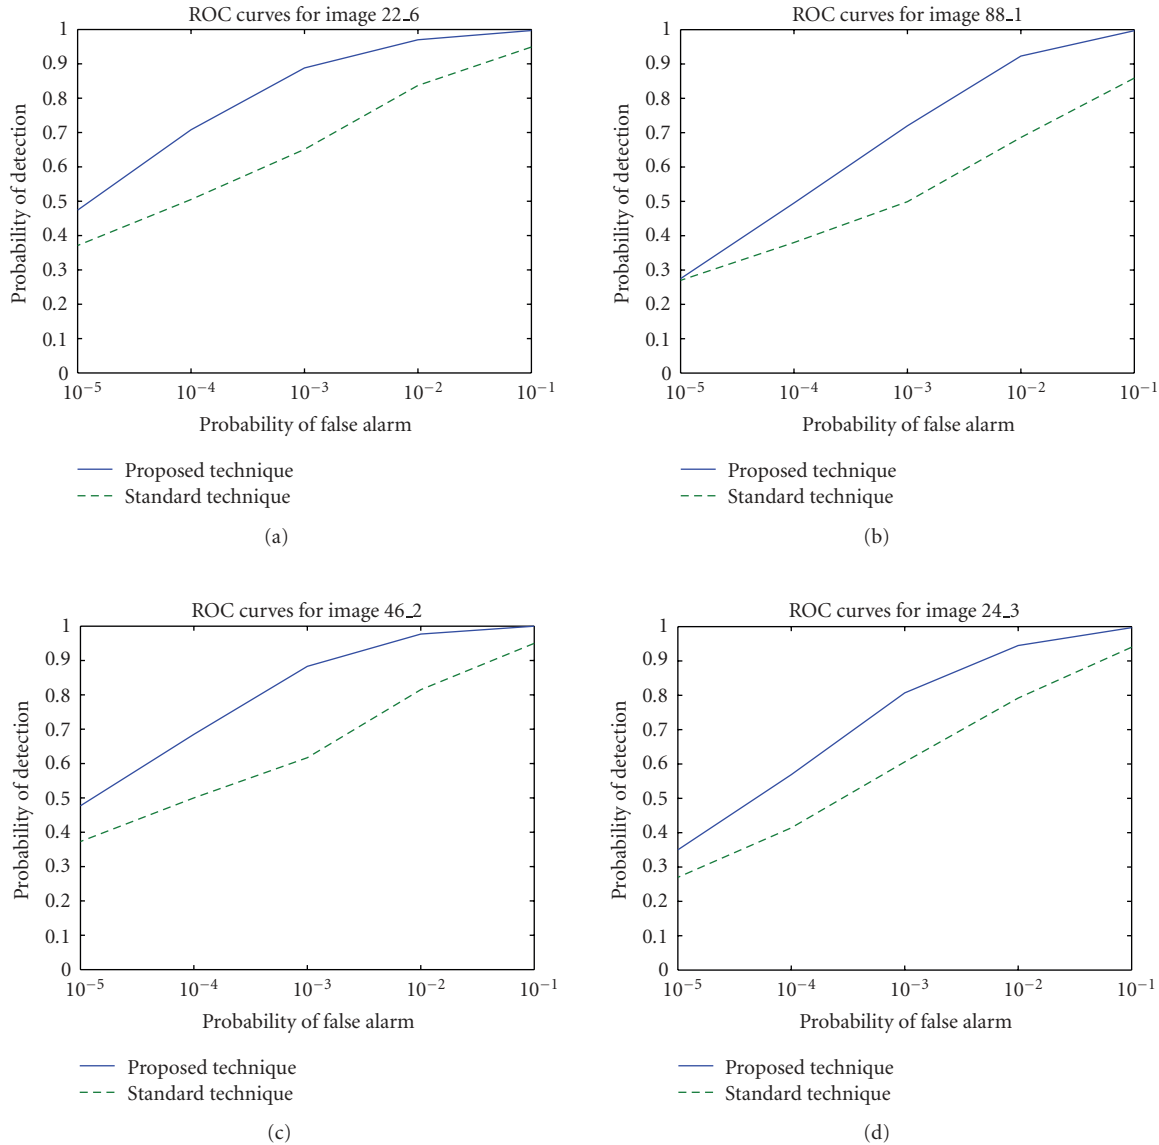 ROC curves for image 22_6
1
0.9
0.8
0.7
0.6
0.5
0.4
0.3
0.2
0.1
0
Probability of detection
10−5 10−4 10−3 10−2 10−1
Probability of false alarm
Proposed technique
Standard technique
(a)
ROC curves for image 88_1
1
0.9
0.8
0.7
0.6
0.5
0.4
0.3
0.2
0.1
0
Probability of detection
10−5 10−4 10−3 10−2 10−1
Probability of false alarm
Proposed technique
Standard technique
(b)
ROC curves for image 46_2
1
0.9
0.8
0.7
0.6
0.5
0.4
0.3
0.2
0.1
0
Probability of detection
10−5 10−4 10−3 10−2 10−1
Probability of false alarm
Proposed technique
Standard technique
(c)
ROC curves for image 24_3
1
0.9
0.8
0.7
0.6
0.5
0.4
0.3
0.2
0.1
0
Probability of detection
10−5 10−4 10−3 10−2 10−1
Probability of false alarm
Proposed technique
Standard technique
(d)